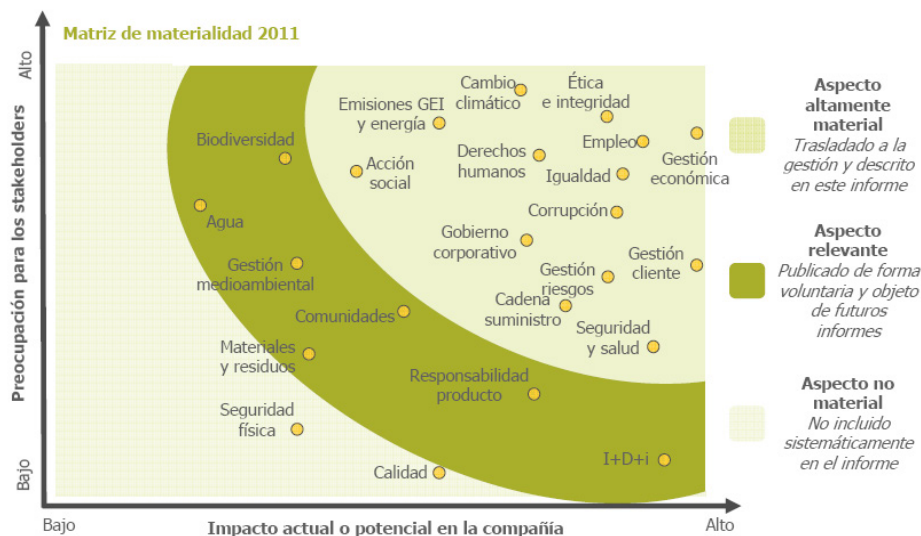 Matriz de materialidad 2011
Alto
Preocupación para los stakeholders
Bajo
Cambio
climático
Ética
e integridad
Emisiones GEI
y energía
Biodiversidad
Empleo
Derechos
humanos
Gestión
económica
Acción
social
Igualdad
Agua
Corrupción
Gobierno
corporativo
Gestión
cliente
Gestión
medioambiental
Gestión
riesgos
Comunidades
Cadena
suministro
Seguridad
y salud
Materiales
y residuos
Responsabilidad
producto
Seguridad
física
Calidad
I+D+i
Bajo
Impacto actual o potencial en la compañía
Alto
Aspecto
altamente
material
Trasladado a la
gestión y descrito
en este informe
Aspecto
relevante
Publicado de forma
voluntaria y objeto
de futuros
informes
Aspecto no
material
No incluido
sistemáticamente
en el informe